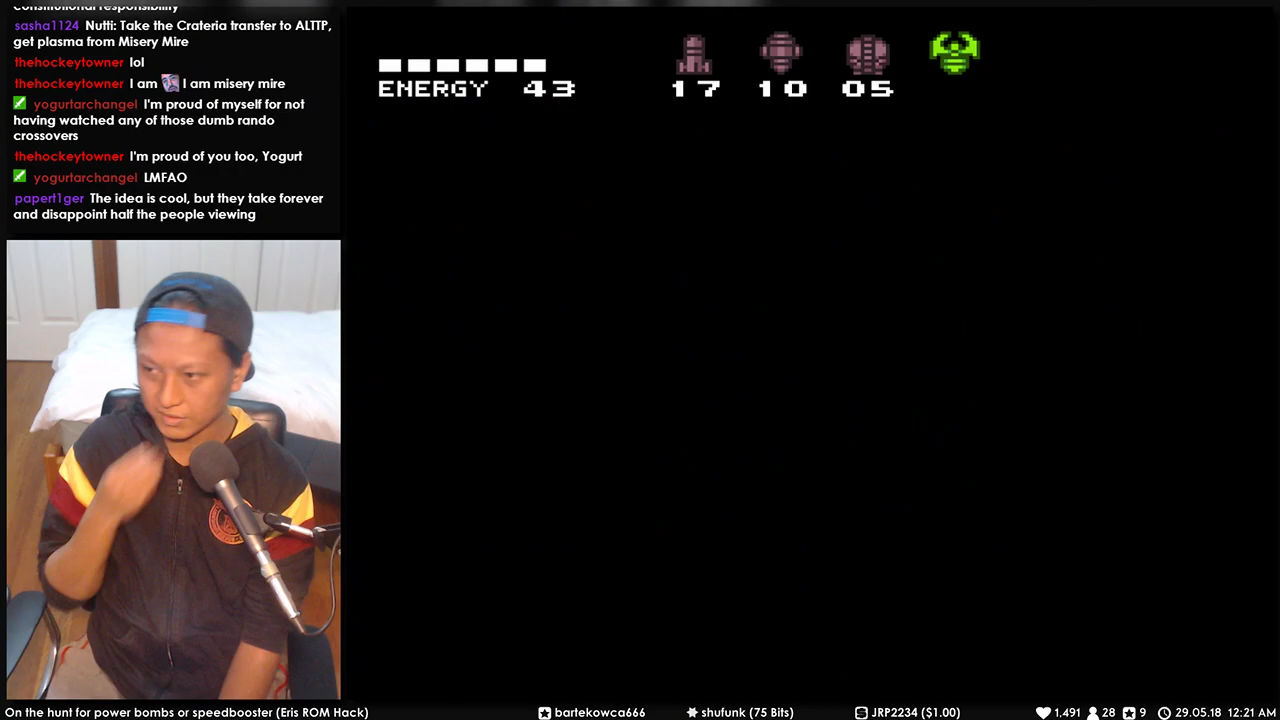 constitutional responsibility
sasha1124 Nutti: Take the Crateria transfer to ALTTP,
get plasma from Misery Mire
thehockeytowner lol
thehockeytowner I am I am misery mire
yogurtarchangel I'm proud of myself for not
having watched any of those dumb rando
crossovers
thehockeytowner I'm proud of you too, Yogurt
yogurtarchangel LMFAO
papert1ger The idea is cool, but they take forever
and disappoint half the people viewing
ENERGY 43 17 10 05
On the hunt for power bombs or speedbooster (Eris ROM Hack) bartekowca666 shufunk (75 Bits) JRP2234 ($1.00) 1,491 28 9 29.05.18 12:21 AM